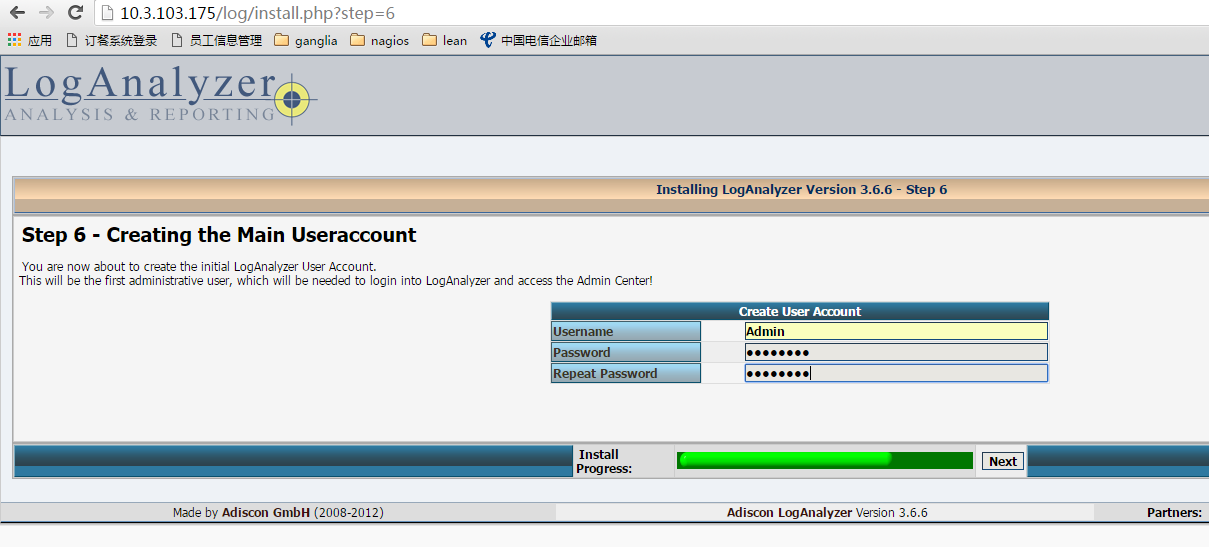 10.3.103.175/log/install.php?step=6
应用 订餐系统登录 员工信息管理 ganglia nagios lean 中国电信企业邮箱
LogAnalyzer
ANALYSIS & REPORTING
Installing LogAnalyzer Version 3.6.6 - Step 6
Step 6 - Creating the Main Useraccount
You are now about to create the initial LogAnalyzer User Account.
This will be the first administrative user, which will be needed to login into LogAnalyzer and access the Admin Center!
Create User Account
Username Admin
Password ••••••••
Repeat Password ••••••••
Install
Progress:
Next
Made by Adiscon GmbH (2008-2012) Adiscon LogAnalyzer Version 3.6.6 Partners: